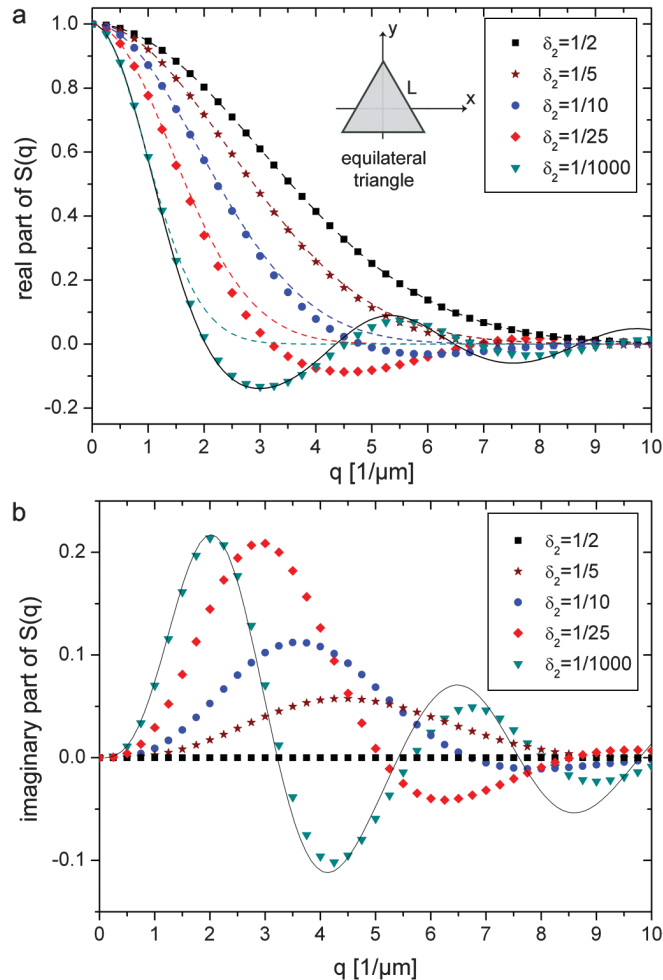 a
1.0
0.8
0.6
0.4
0.2
0.0
-0.2
real part of S(q)
y
L
x
equilateral
triangle
δ2=1/2
δ2=1/5
δ2=1/10
δ2=1/25
δ2=1/1000
0 1 2 3 4 5 6 7 8 9 10
q [1/μm]
b
0.2
0.1
0.0
-0.1
imaginary part of S(q)
δ2=1/2
δ2=1/5
δ2=1/10
δ2=1/25
δ2=1/1000
0 1 2 3 4 5 6 7 8 9 10
q [1/μm]